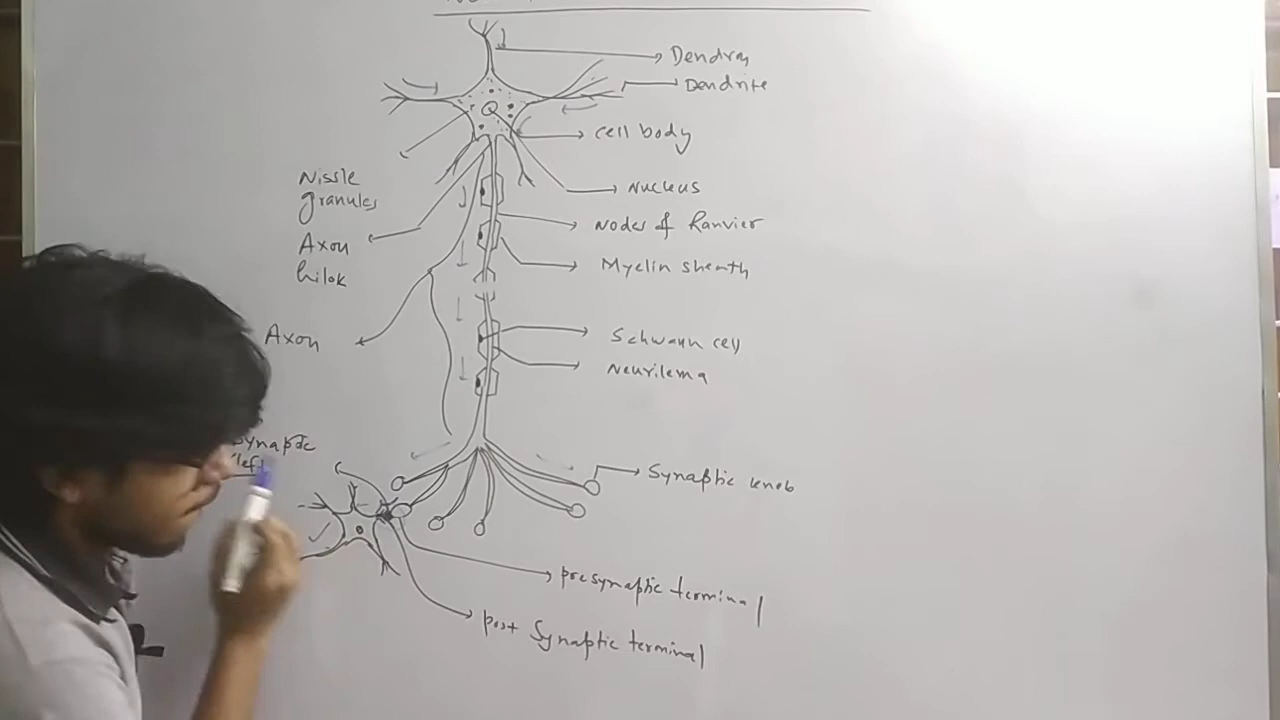 Dendron
Dendrite
cell body
Nissle
granules
Nucleus
Nodes of Ranvier
Axon
hilok
Myelin sheath
Axon
Schwann cell
Neurilema
Synaptic
cleft
Synaptic knob
presynaptic terminal
post synaptic terminal